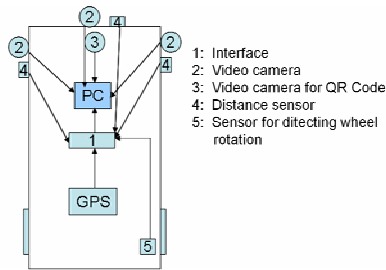 2
4
2
3
2
4
4
PC
1
GPS
5
1: Interface
2: Video camera
3: Video camera for QR Code
4: Distance sensor
5: Sensor for ditecting wheel
rotation